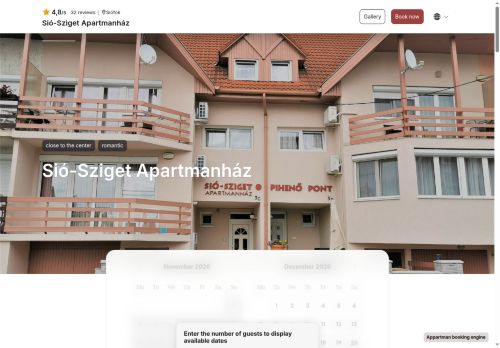 4,8/5 32 reviews | Siófok
Sió-Sziget Apartmanház
Gallery
Book now
close to the center
romantic
Sió-Sziget Apartmanház
SIÓ-SZIGET PIHENŐ PONT
APARTMANHÁZ
November 2026
December 2026
Enter the number of guests to display
available dates
Appartman booking engine